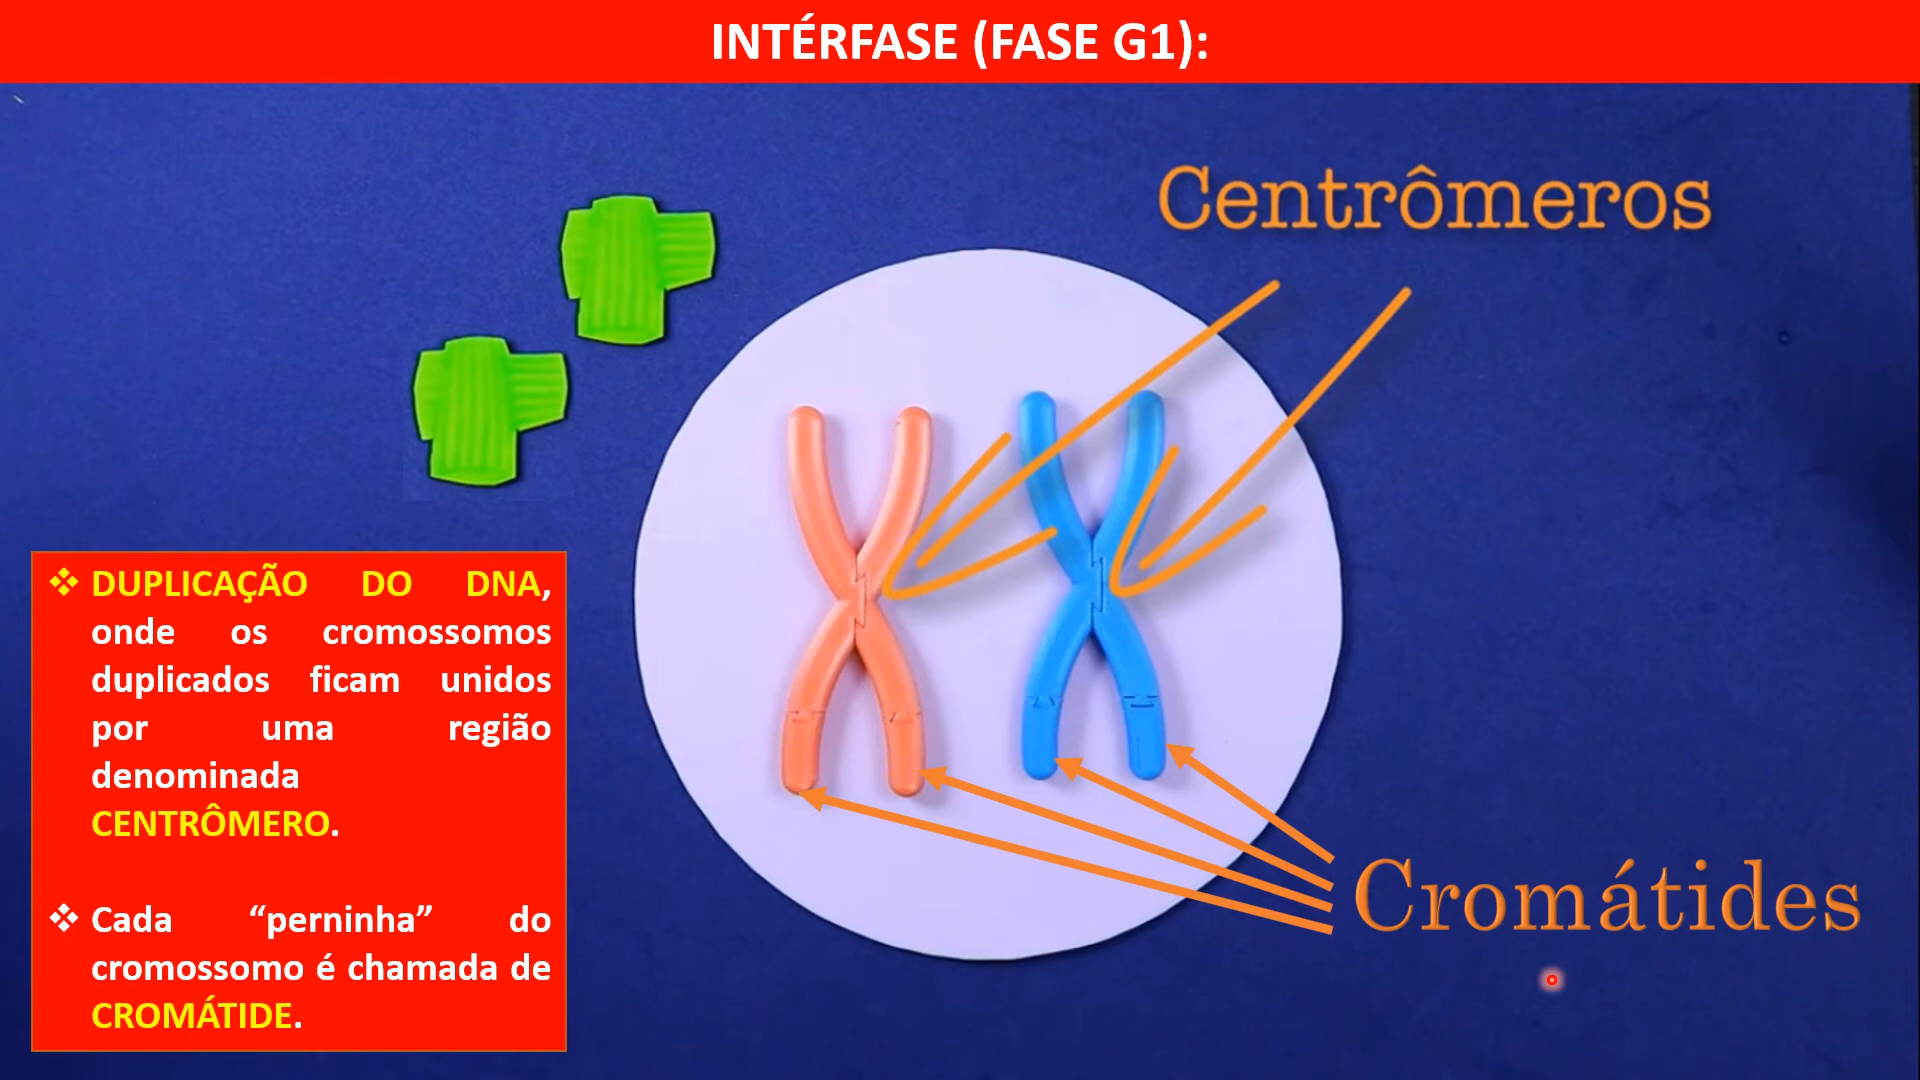 INTÉRFASE (FASE G1):
Centrômeros
❖ DUPLICAÇÃO DO DNA,
onde os cromossomos
duplicados ficam unidos
por uma região
denominada
CENTRÔMERO.
❖ Cada “perninha” do
cromossomo é chamada de
CROMÁTIDE.
Cromátides